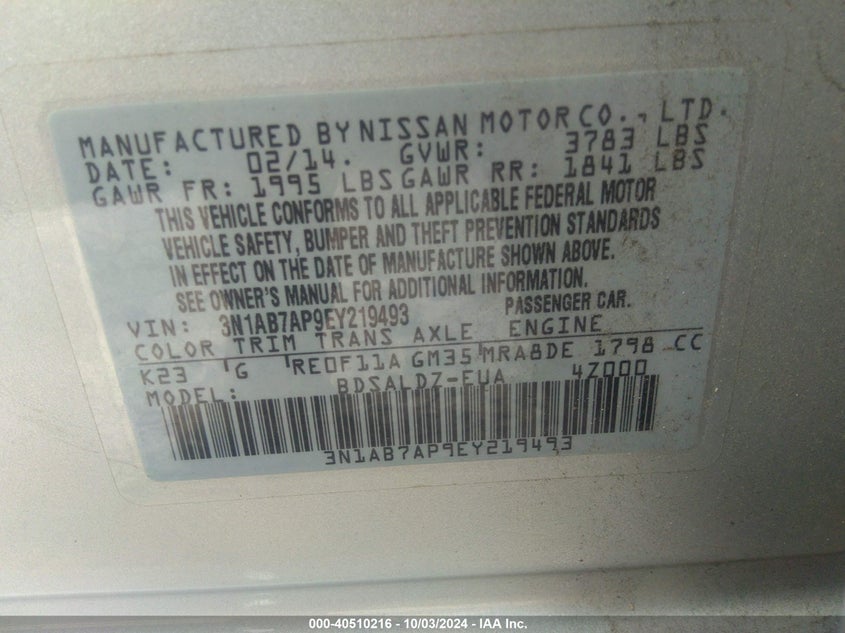 MANUFACTURED BY NISSAN MOTOR CO., LTD.
DATE: 02/14. GVWR: 3783 LBS
GAWR FR: 1995 LBS GAWR RR: 1841 LBS
THIS VEHICLE CONFORMS TO ALL APPLICABLE FEDERAL MOTOR
VEHICLE SAFETY, BUMPER AND THEFT PREVENTION STANDARDS
IN EFFECT ON THE DATE OF MANUFACTURE SHOWN ABOVE.
SEE OWNER'S MANUAL FOR ADDITIONAL INFORMATION.
VIN: 3N1AB7AP9EY219493 PASSENGER CAR.
COLOR TRIM TRANS AXLE ENGINE
K23 G RE0F11A GM35 MRA8DE 1798 CC
MODEL: BDSALDZ-EUA 4Z000
3N1AB7AP9EY219493
000-40510216 - 10/03/2024 - IAA Inc.